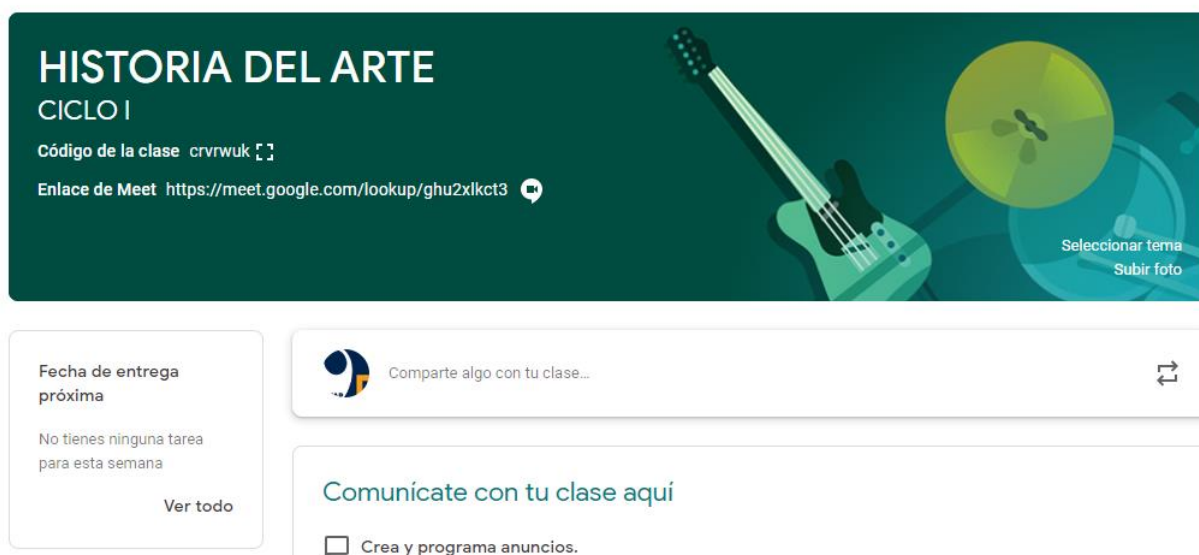 HISTORIA DEL ARTE
CICLO I
Código de la clase crvrwuk
Enlace de Meet https://meet.google.com/lookup/ghu2xlkct3
Seleccionar tema
Subir foto
Fecha de entrega
próxima
No tienes ninguna tarea
para esta semana
Ver todo
Comparte algo con tu clase...
Comunícate con tu clase aquí
Crea y programa anuncios.